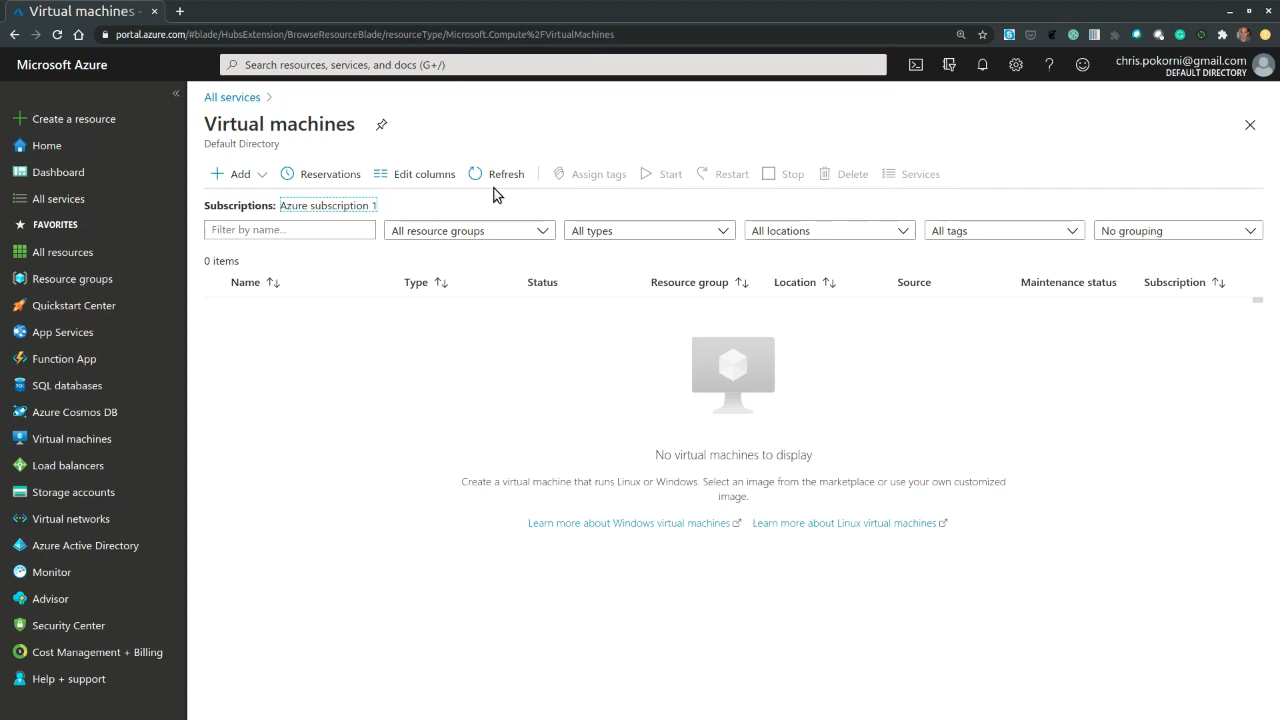 Virtual machines -
portal.azure.com/#blade/HubsExtension/BrowseResourceBlade/resourceType/Microsoft.Compute%2FVirtualMachines
Microsoft Azure
Search resources, services, and docs (G+/)
chris.pokorni@gmail.com
DEFAULT DIRECTORY
Create a resource
Home
Dashboard
All services
FAVORITES
All resources
Resource groups
Quickstart Center
App Services
Function App
SQL databases
Azure Cosmos DB
Virtual machines
Load balancers
Storage accounts
Virtual networks
Azure Active Directory
Monitor
Advisor
Security Center
Cost Management + Billing
Help + support
All services
Virtual machines
Default Directory
Add Reservations Edit columns Refresh Assign tags Start Restart Stop Delete Services
Subscriptions: Azure subscription 1
Filter by name... All resource groups All types All locations All tags No grouping
0 items
Name Type Status Resource group Location Source Maintenance status Subscription
No virtual machines to display
Create a virtual machine that runs Linux or Windows. Select an image from the marketplace or use your own customized
image.
Learn more about Windows virtual machines Learn more about Linux virtual machines